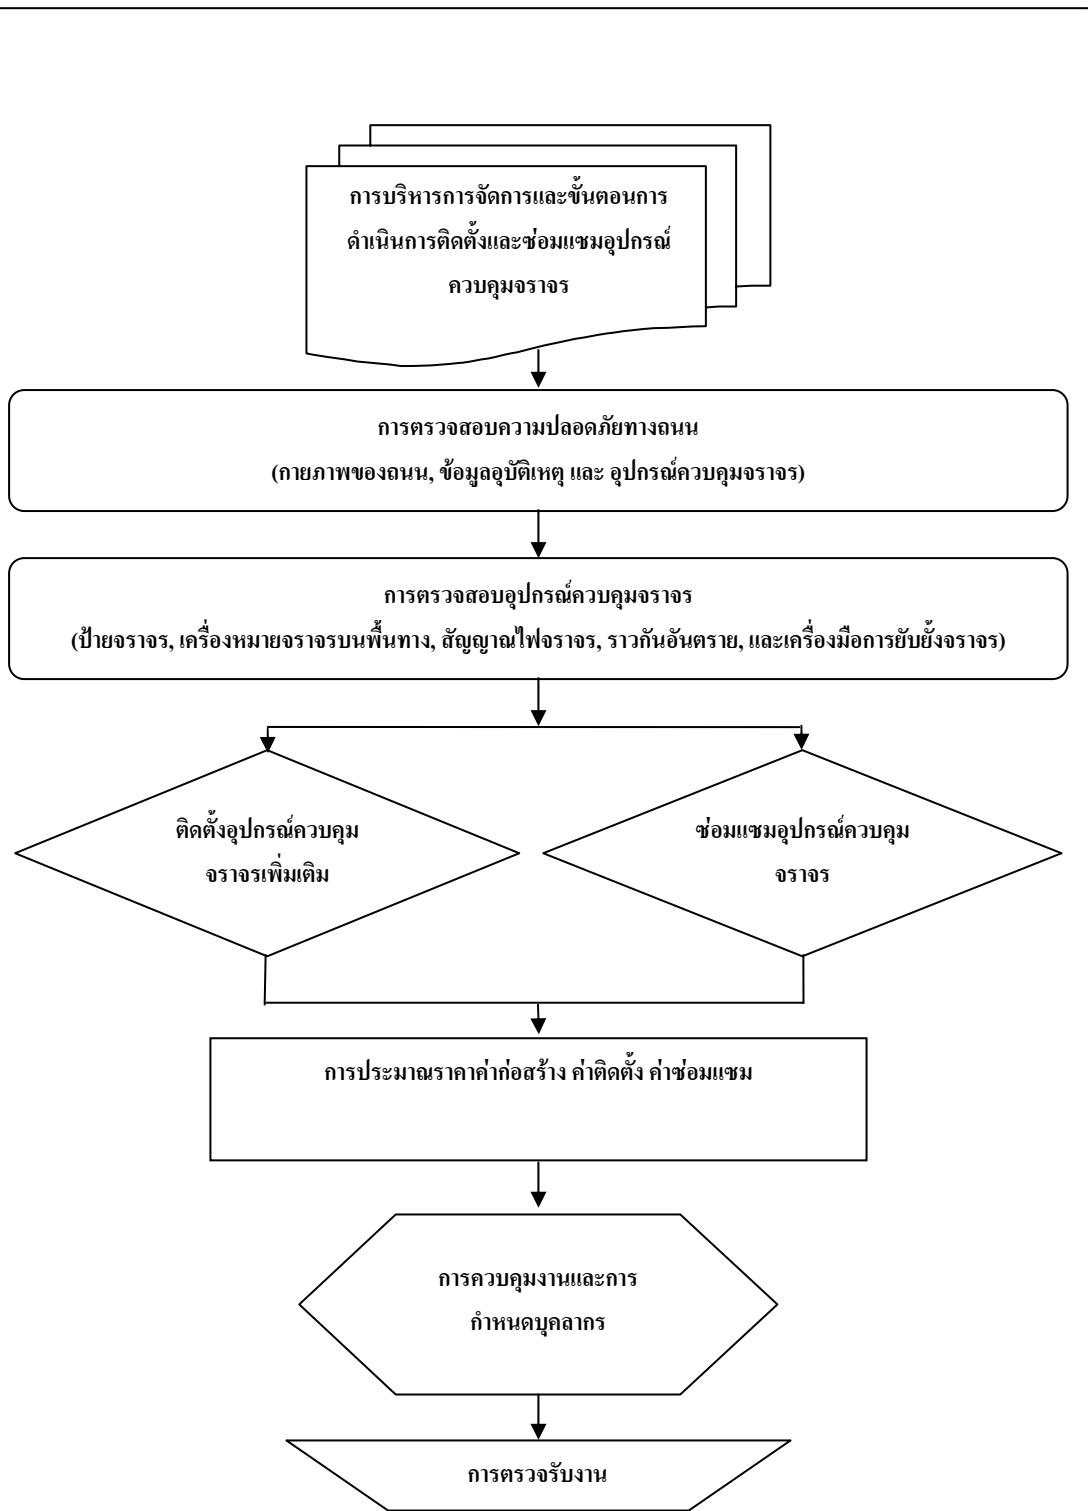 การบริหารการจัดการและขั้นตอนการ
ดำเนินการติดตั้งและซ่อมแซมอุปกรณ์
ควบคุมจราจร
การตรวจสอบความปลอดภัยทางถนน
(กายภาพของถนน, ข้อมูลอุบัติเหตุ และ อุปกรณ์ควบคุมจราจร)
การตรวจสอบอุปกรณ์ควบคุมจราจร
(ป้ายจราจร, เครื่องหมายจราจรบนพื้นทาง, สัญญาณไฟจราจร, ราวกันอันตราย, และเครื่องมือการยับยั้งจราจร)
ติดตั้งอุปกรณ์ควบคุม
จราจรเพิ่มเติม
ซ่อมแซมอุปกรณ์ควบคุม
จราจร
การประมาณราคาค่าก่อสร้าง ค่าติดตั้ง ค่าซ่อมแซม
การควบคุมงานและการ
กำหนดบุคลากร
การตรวจรับงาน